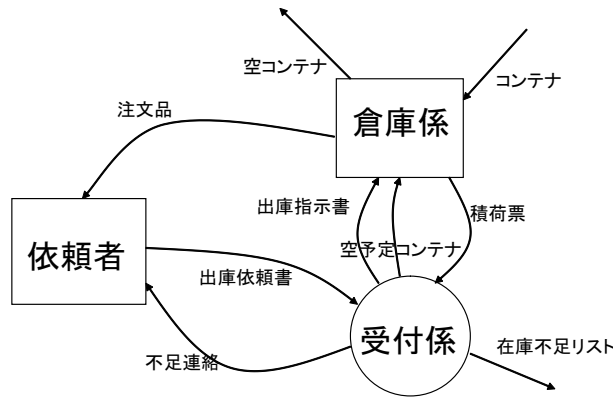 空コンテナ
コンテナ
注文品
倉庫係
出庫指示書
積荷票
空予定コンテナ
依頼者
出庫依頼書
受付係
不足連絡
在庫不足リスト